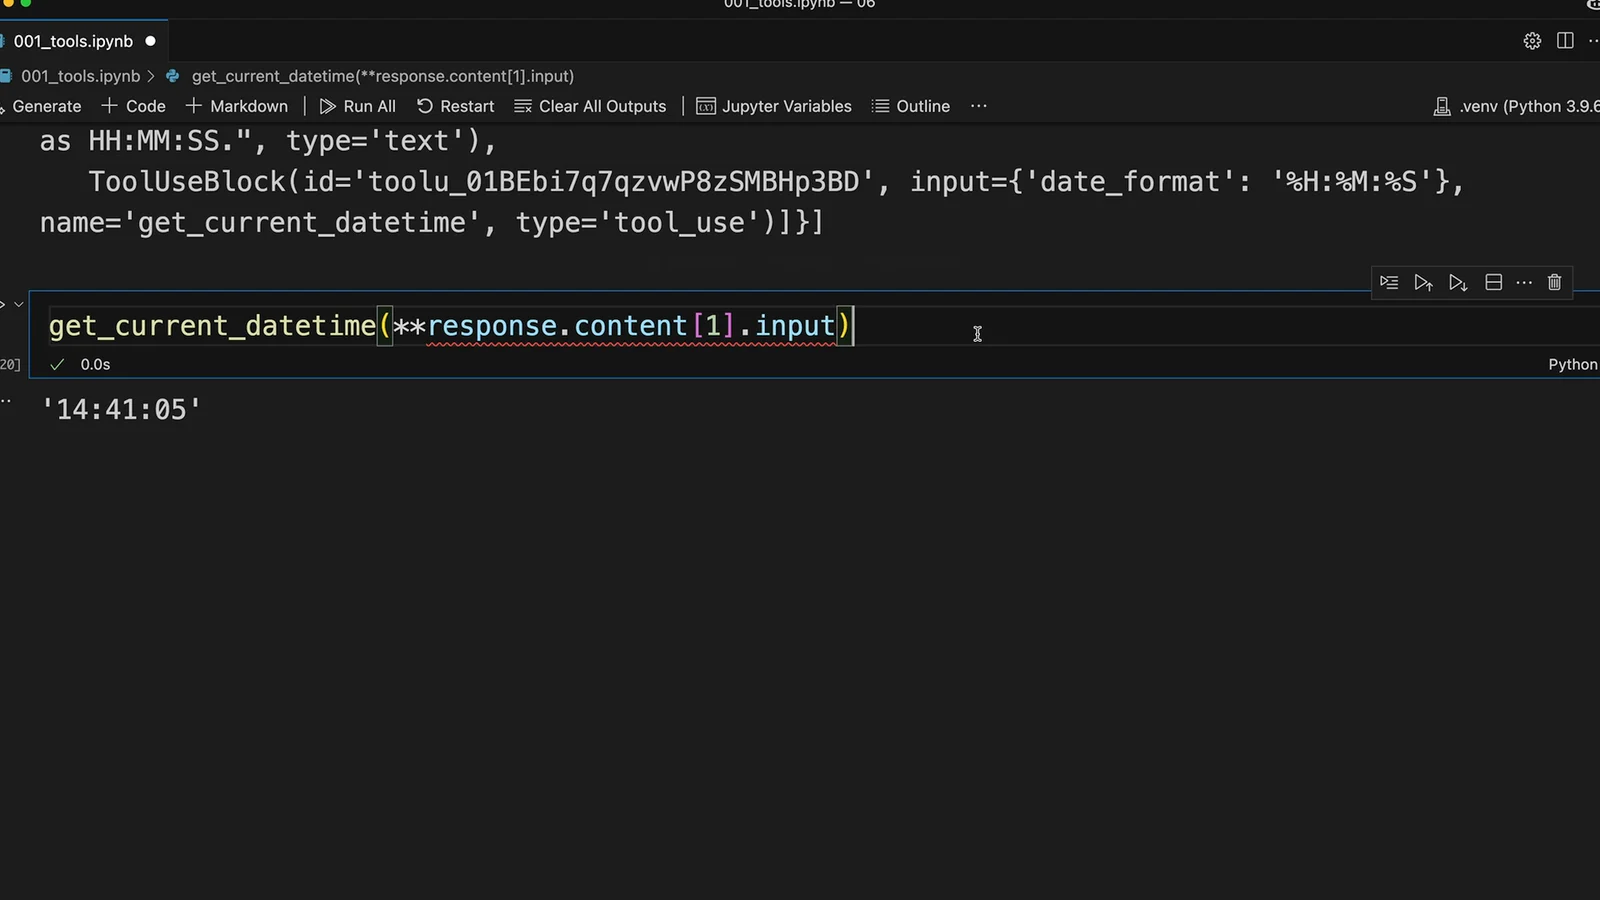 001_tools.ipynb — 06
001_tools.ipynb
001_tools.ipynb > get_current_datetime(**response.content[1].input)
Generate + Code + Markdown | Run All Restart Clear All Outputs | Jupyter Variables Outline ··· .venv (Python 3.9.6
as HH:MM:SS.", type='text'),
ToolUseBlock(id='toolu_01BEbi7q7qzvwP8zSMBHp3BD', input={'date_format': '%H:%M:%S'},
name='get_current_datetime', type='tool_use')]}]
get_current_datetime(**response.content[1].input)
20] 0.0s Python
'14:41:05'